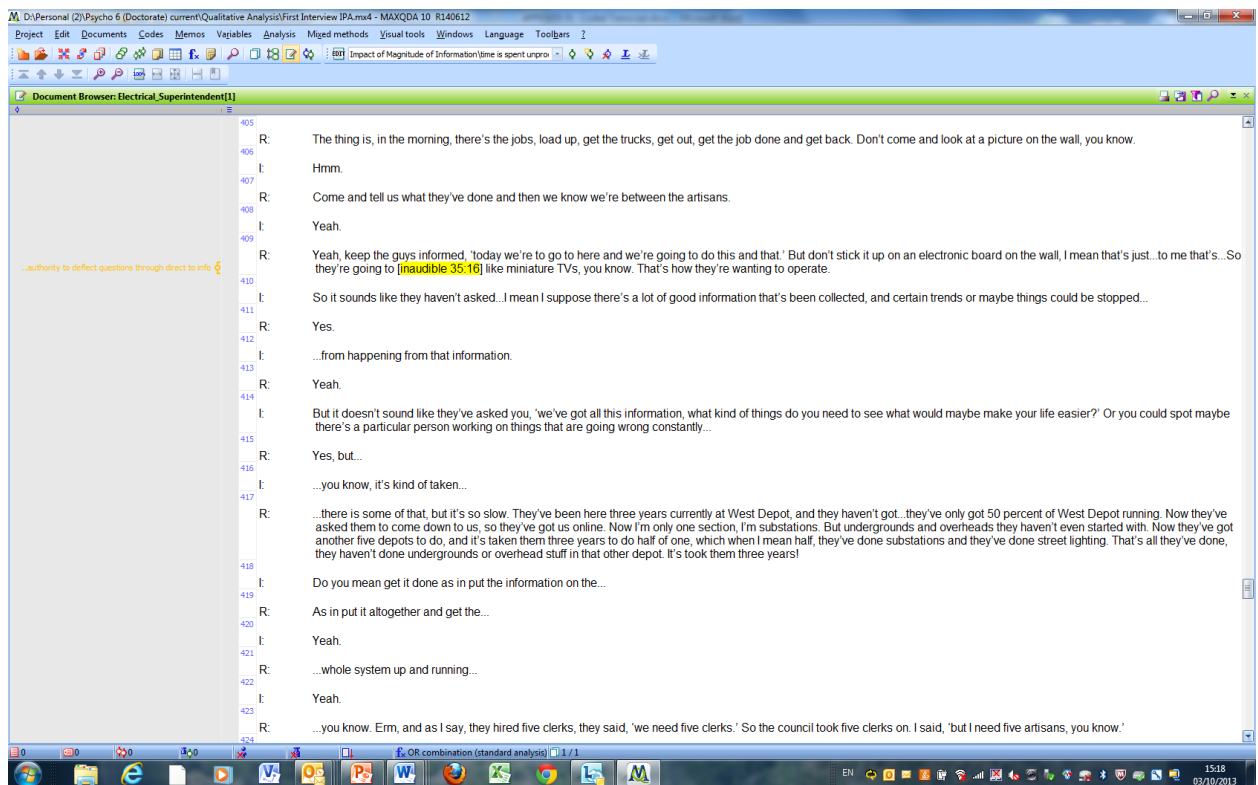 D:\Personal (2)\Psycho 6 (Doctorate) current\Qualitative Analysis\First Interview IPA.mx4 - MAXQDA 10 R140612
Project Edit Documents Codes Memos Variables Analysis Mixed methods Visual tools Windows Language Toolbars ?
EDIT Impact of Magnitude of Information\time is spent unpro
100%
Document Browser: Electrical_Superintendent[1]
405
R: The thing is, in the morning, there's the jobs, load up, get the trucks, get out, get the job done and get back. Don't come and look at a picture on the wall, you know.
406
I: Hmm.
407
R: Come and tell us what they've done and then we know we're between the artisans.
408
I: Yeah.
409
R: Yeah, keep the guys informed, 'today we're to go to here and we're going to do this and that.' But don't stick it up on an electronic board on the wall, I mean that's just...to me that's...So
...authority to deflect questions through direct to info
they're going to [inaudible 35:16] like miniature TVs, you know. That's how they're wanting to operate.
410
I: So it sounds like they haven't asked...I mean I suppose there's a lot of good information that's been collected, and certain trends or maybe things could be stopped...
411
R: Yes.
412
I: ...from happening from that information.
413
R: Yeah.
414
I: But it doesn't sound like they've asked you, 'we've got all this information, what kind of things do you need to see what would maybe make your life easier?' Or you could spot maybe
there's a particular person working on things that are going wrong constantly...
415
R: Yes, but...
416
I: ...you know, it's kind of taken...
417
R: ...there is some of that, but it's so slow. They've been here three years currently at West Depot, and they haven't got...they've only got 50 percent of West Depot running. Now they've
asked them to come down to us, so they've got us online. Now I'm only one section, I'm substations. But undergrounds and overheads they haven't even started with. Now they've got
another five depots to do, and it's taken them three years to do half of one, which when I mean half, they've done substations and they've done street lighting. That's all they've done,
they haven't done undergrounds or overhead stuff in that other depot. It's took them three years!
418
I: Do you mean get it done as in put the information on the...
419
R: As in put it altogether and get the...
420
I: Yeah.
421
R: ...whole system up and running...
422
I: Yeah.
423
R: ...you know. Erm, and as I say, they hired five clerks, they said, 'we need five clerks.' So the council took five clerks on. I said, 'but I need five artisans, you know.'
424
0 0 0 0 OR combination (standard analysis) 1 / 1
EN 15:18
03/10/2013